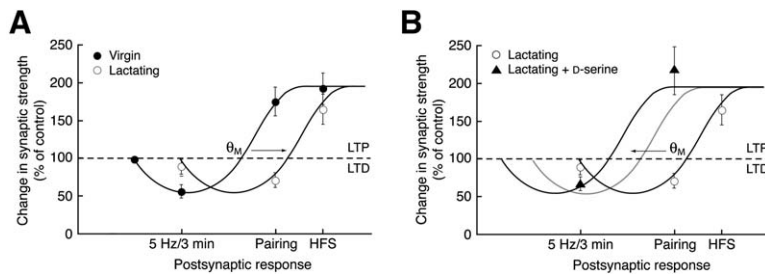 A
Change in synaptic strength
(% of control)
250
200
150
100
50
0
Virgin
Lactating
θM
LTP
LTD
5 Hz/3 min
Pairing
HFS
Postsynaptic response
B
Change in synaptic strength
(% of control)
250
200
150
100
50
0
Lactating
Lactating + D-serine
θM
LTP
LTD
5 Hz/3 min
Pairing
HFS
Postsynaptic response